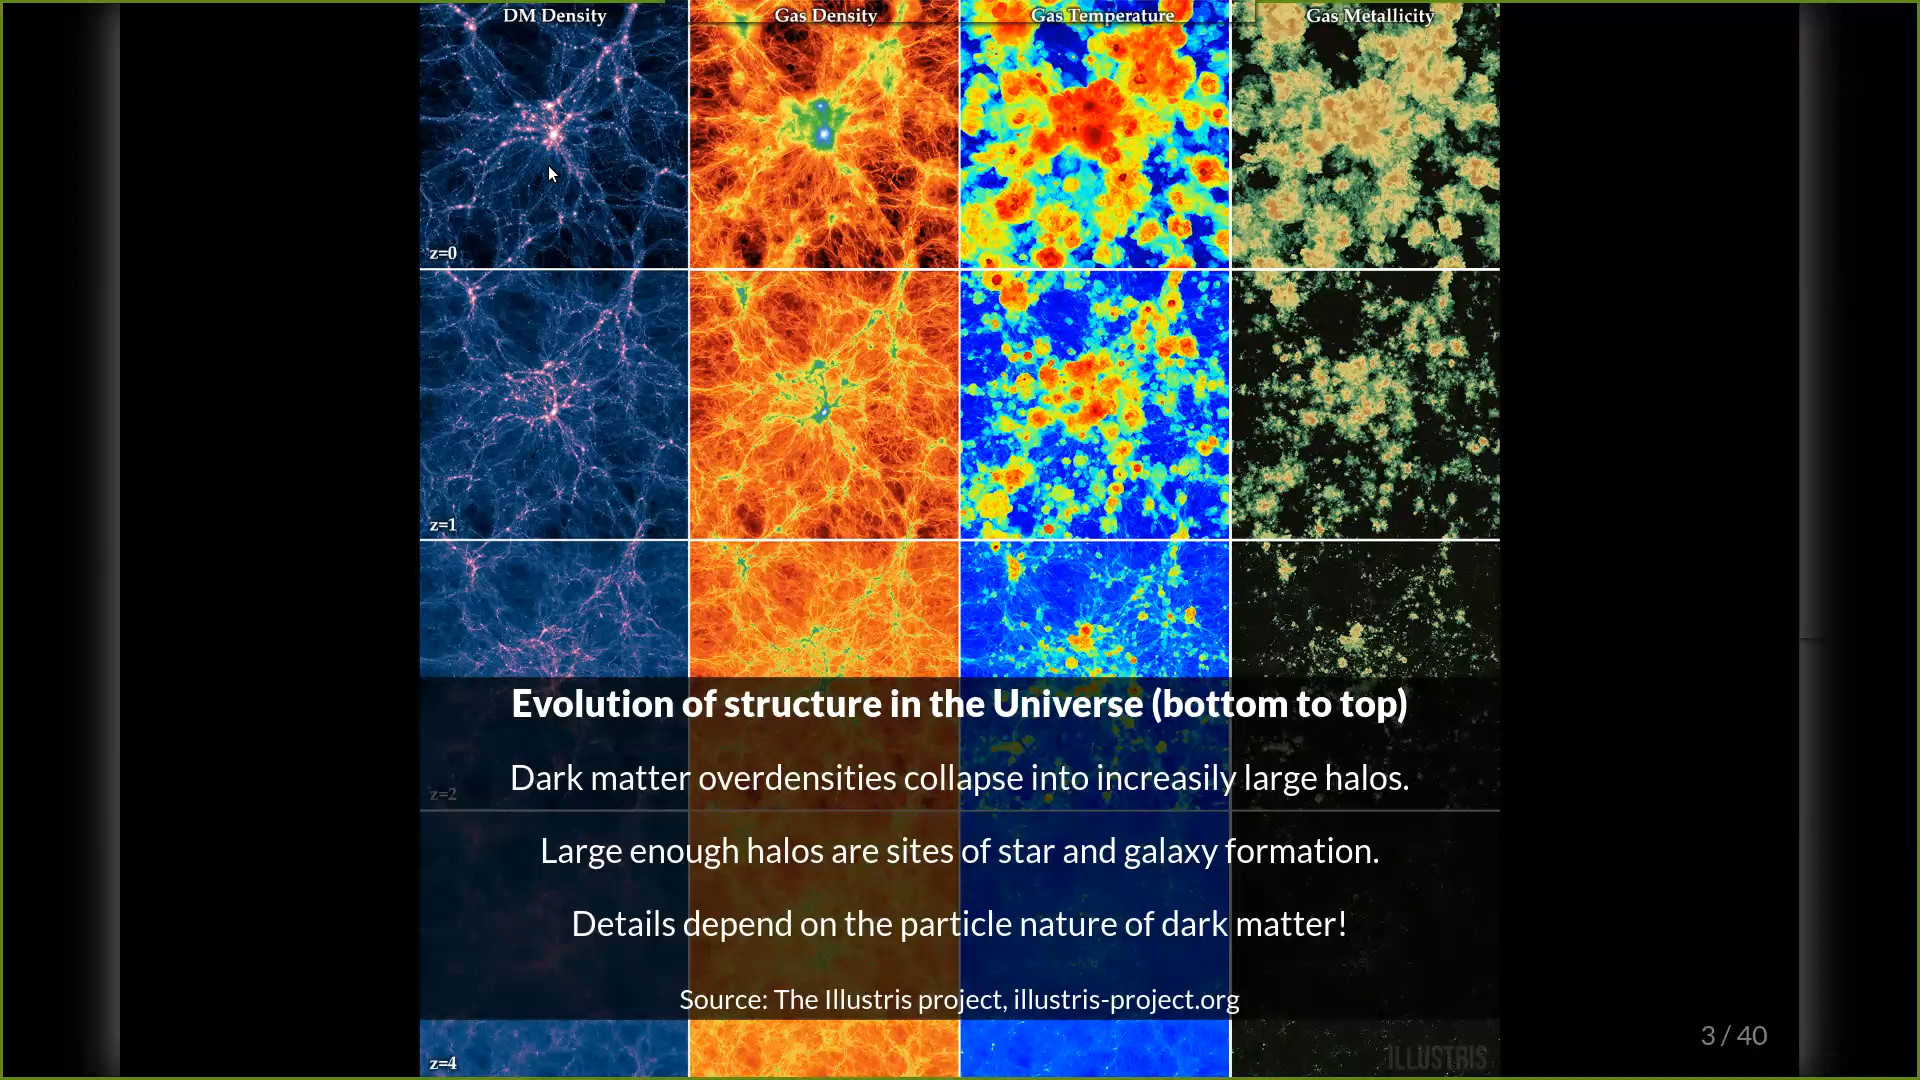 DM Density Gas Density Gas Temperature Gas Metallicity
z=0
z=1
Evolution of structure in the Universe (bottom to top)
Dark matter overdensities collapse into increasily large halos.
z=2
Large enough halos are sites of star and galaxy formation.
Details depend on the particle nature of dark matter!
Source: The Illustris project, illustris-project.org
3 / 40
z=4
ILLUSTRIS